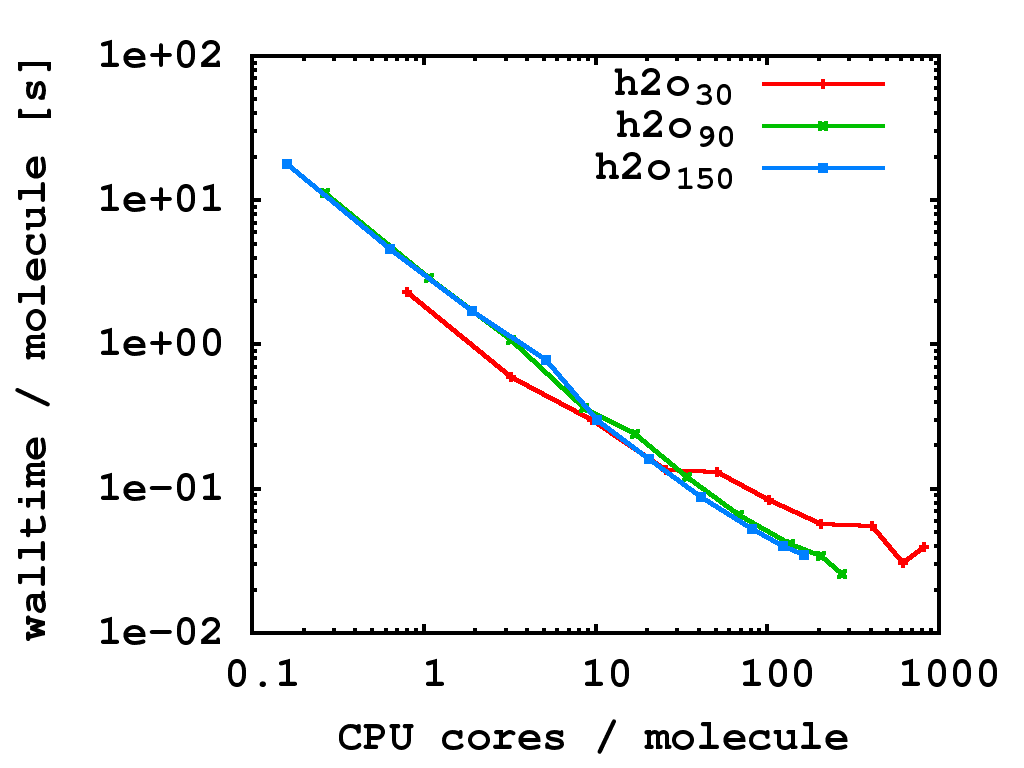 walltime / molecule [s]
1e+02
1e+01
1e+00
1e−01
1e−02
h2o30
h2o90
h2o150
0.1 1 10 100 1000
CPU cores / molecule